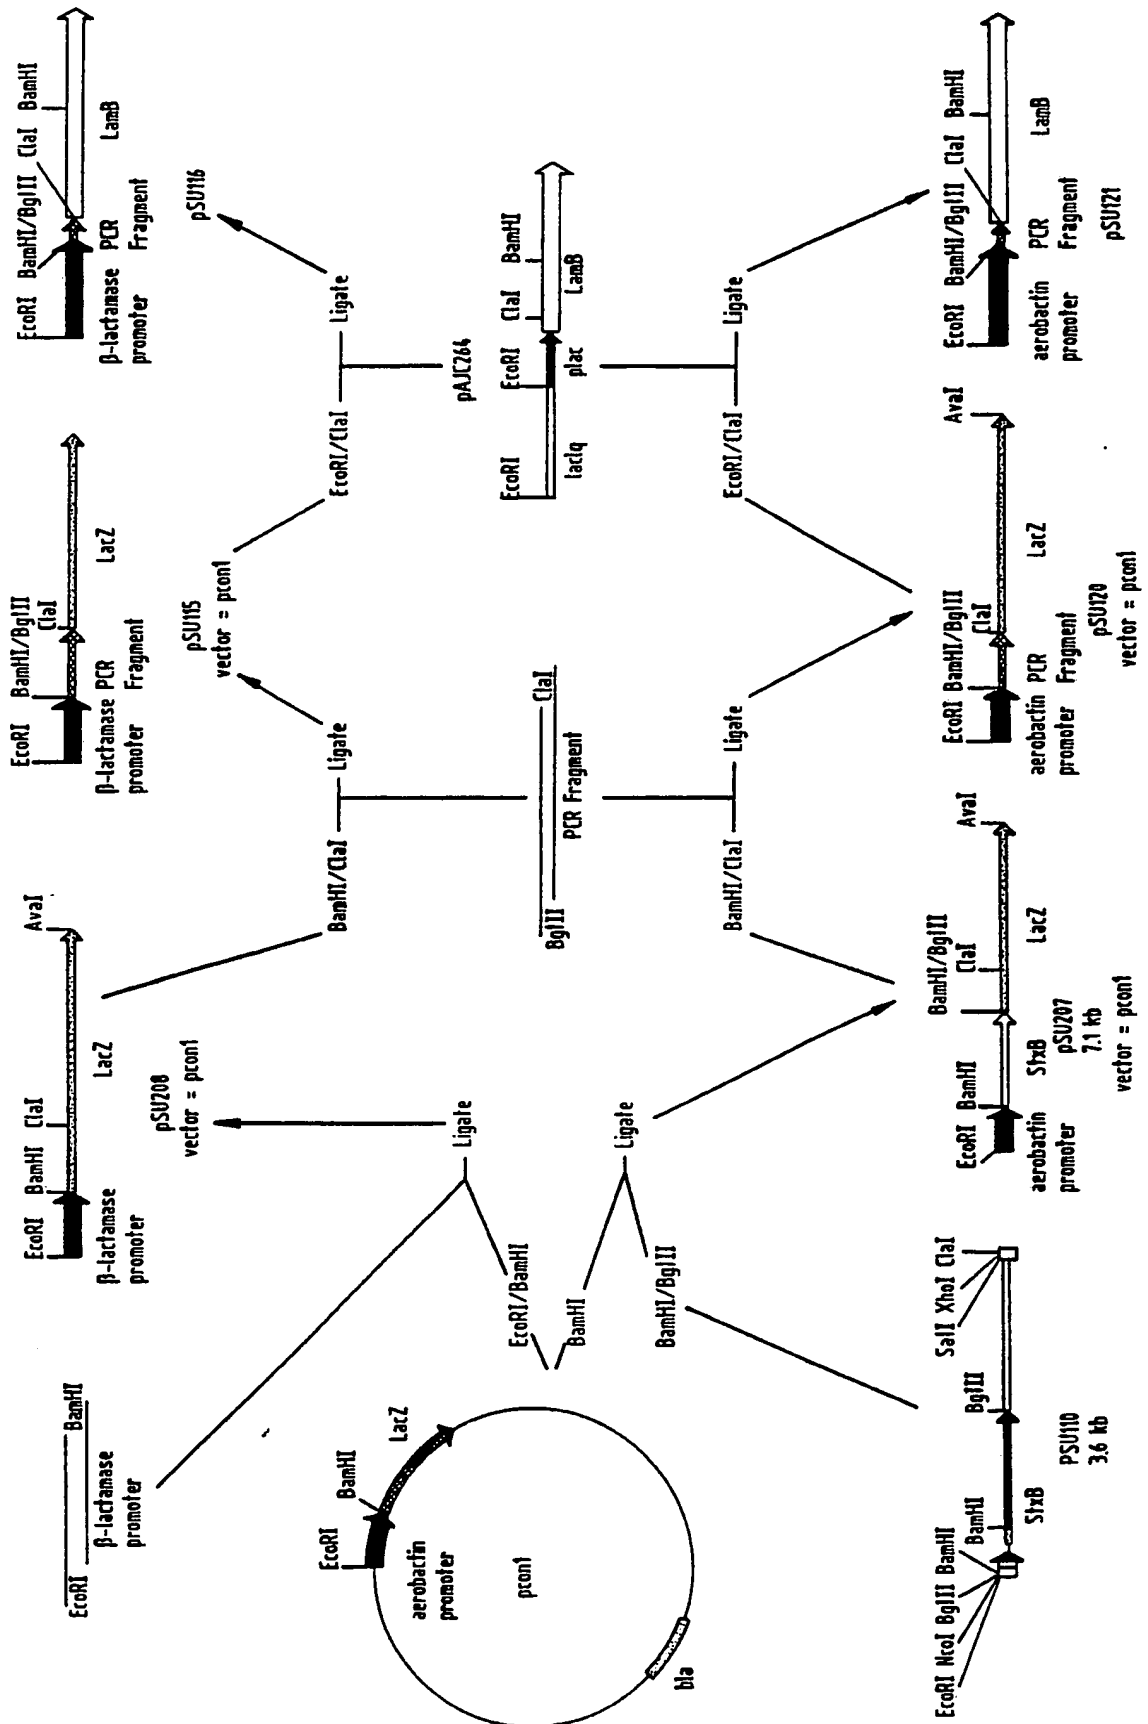 EcoRI
BamHI
β-lactamase
promoter
EcoRI
BamHI
LacZ
aerobactin
promoter
pcon1
bla
EcoRI NcoI BglII BamHI
BamHI
BglII
SalI XhoI ClaI
StxB
PSU110
3.6 kb
EcoRI/BamHI
BamHI
BamHI/BglII
Ligate
Ligate
EcoRI BamHI ClaI
AvaI
β-lactamase
promoter
LacZ
pSU208
vector = pcon1
EcoRI BamHI
BamHI/BglII
ClaI
AvaI
aerobactin
promoter
StxB
LacZ
pSU207
7.1 kb
vector = pcon1
BamHI/ClaI
Ligate
BglII
ClaI
PCR Fragment
BamHI/ClaI
Ligate
EcoRI BamHI/BglII
ClaI
β-lactamase PCR
promoter Fragment
LacZ
pSU115
vector = pcon1
EcoRI BamHI/BglII
ClaI
AvaI
aerobactin PCR
promoter Fragment
LacZ
pSU120
vector = pcon1
EcoRI/ClaI
Ligate
pAJC264
EcoRI
EcoRI
ClaI
BamHI
lacIq
plac
LamB
EcoRI/ClaI
Ligate
EcoRI BamHI/BglII ClaI BamHI
β-lactamase PCR
promoter Fragment
LamB
pSU116
EcoRI BamHI/BglII ClaI BamHI
aerobactin PCR
promoter Fragment
LamB
pSU121